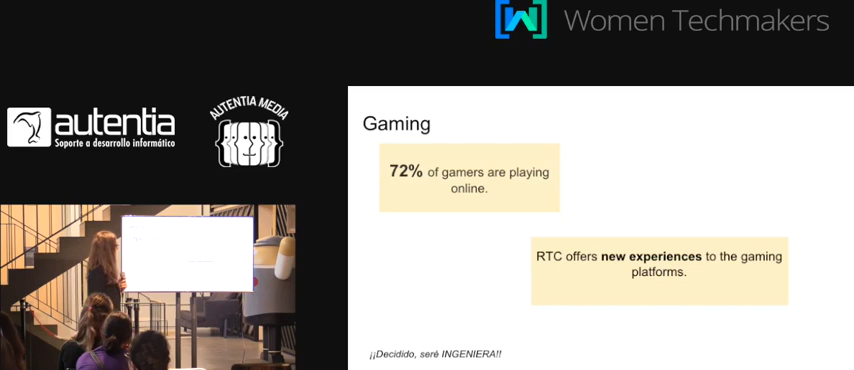 Women Techmakers
autentia
Soporte a desarrollo informático
AUTENTIA MEDIA
Gaming
72% of gamers are playing
online.
RTC offers new experiences to the gaming
platforms.
¡¡Decidido, seré INGENIERA!!